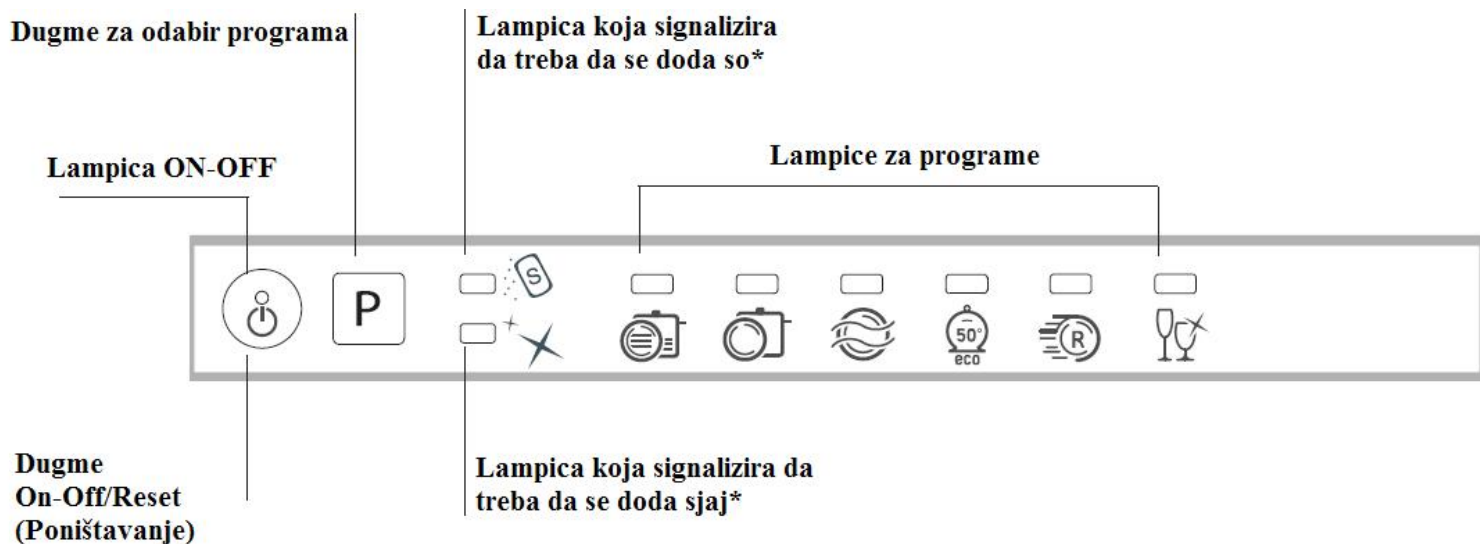 Dugme za odabir programa
Lampica koja signalizira
da treba da se doda so*
Lampica ON-OFF
Lampice za programe
P
S
50°
eco
R
Dugme
On-Off/Reset
(Poništavanje)
Lampica koja signalizira da
treba da se doda sjaj*